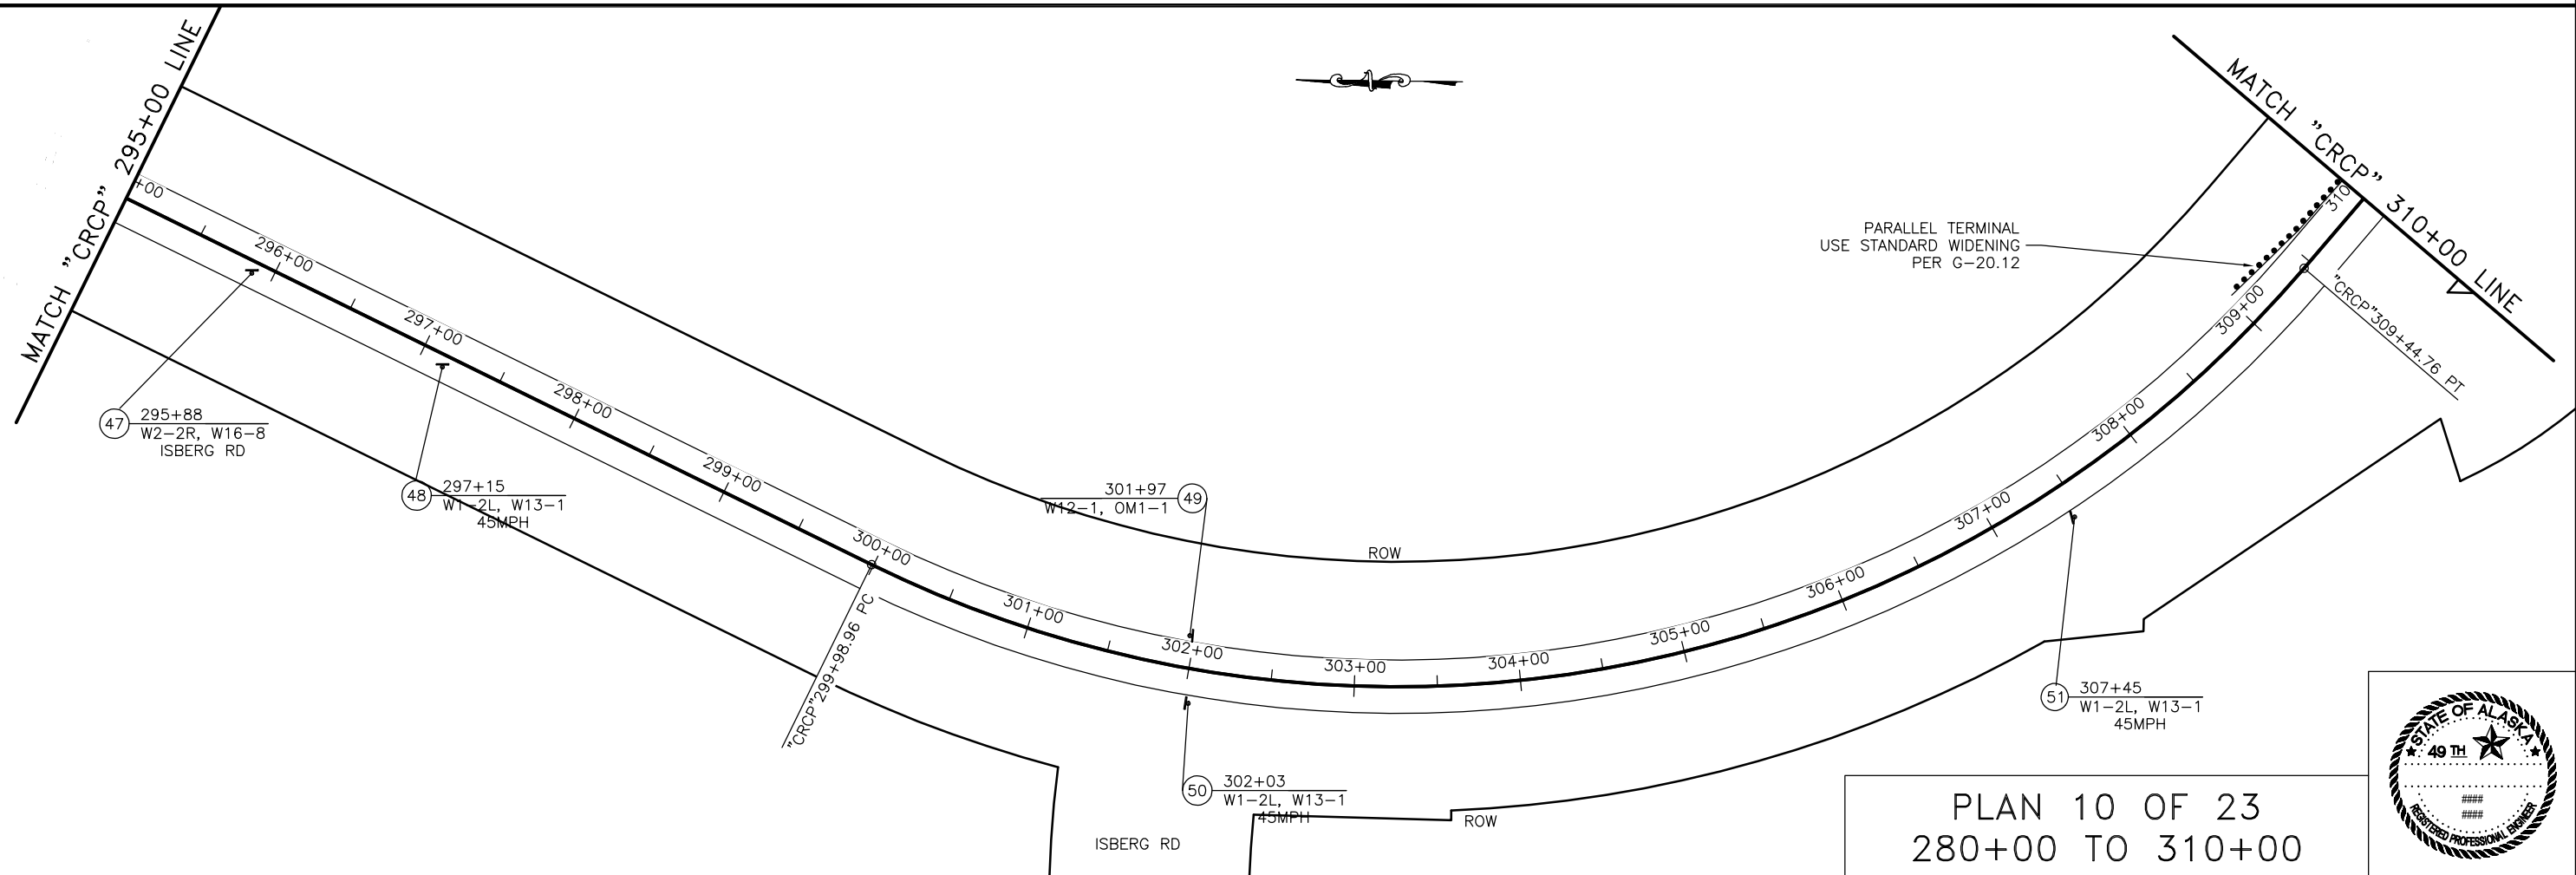 MATCH "CRCP" 295+00 LINE
+00
296+00
297+00
298+00
299+00
300+00
301+00
302+00
303+00
304+00
305+00
306+00
307+00
308+00
309+00
310
MATCH "CRCP" 310+00 LINE
PARALLEL TERMINAL
USE STANDARD WIDENING
PER G-20.12
"CRCP"309+44.76 PT
"CRCP"299+98.96 PC
47
295+88
W2-2R, W16-8
ISBERG RD
48
297+15
W1-2L, W13-1
45MPH
301+97
W12-1, OM1-1
49
ROW
50
302+03
W1-2L, W13-1
45MPH
51
307+45
W1-2L, W13-1
45MPH
ISBERG RD
ROW
PLAN 10 OF 23
280+00 TO 310+00
STATE OF ALASKA
49 TH
####
####
REGISTERED PROFESSIONAL ENGINEER